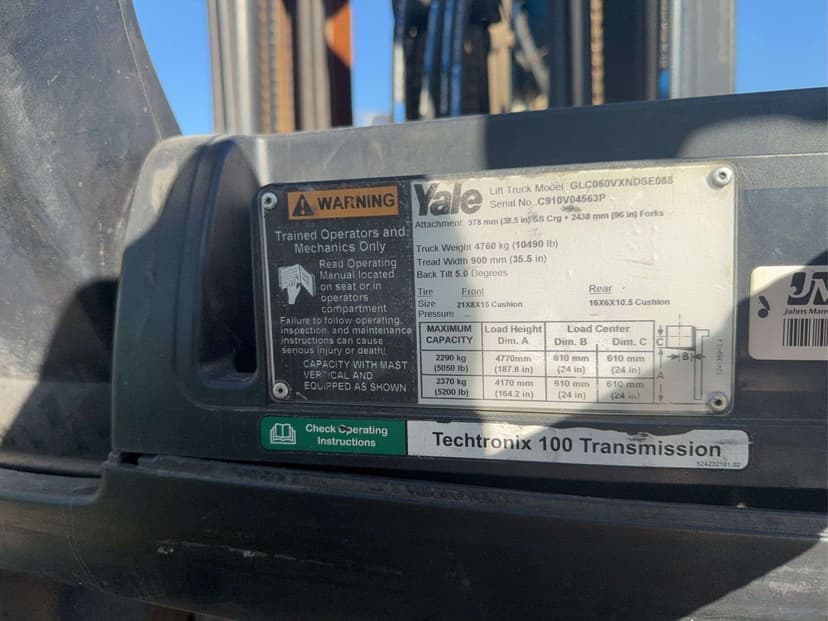 WARNING
Trained Operators and
Mechanics Only
Read Operating
Manual located
on seat or in
operators
compartment
Failure to follow operating,
inspection, and maintenance
instructions can cause
serious injury or death!
CAPACITY WITH MAST
VERTICAL AND
EQUIPPED AS SHOWN
Yale
Lift Truck Model: GLC060VXNDSE088
Serial No.: C910V04563P
Attachment: 978 mm (38.5 in) SS Crg + 2438 mm (96 in) Forks
Truck Weight 4760 kg (10490 lb)
Tread Width 900 mm (35.5 in)
Back Tilt 5.0 Degrees
Tire Front Rear
Size 21X8X15 Cushion 16X6X10.5 Cushion
Pressure — —
MAXIMUM CAPACITY Load Height Dim. A Load Center Dim. B Dim. C
2290 kg 4770mm 610 mm 610 mm
(5050 lb) (187.8 in) (24 in) (24 in)
2370 kg 4170 mm 610 mm 610 mm
(5200 lb) (164.2 in) (24 in) (24 in)
C
B
A
Check Operating
Instructions
Techtronix 100 Transmission
524232101 02
JM
Johns Man